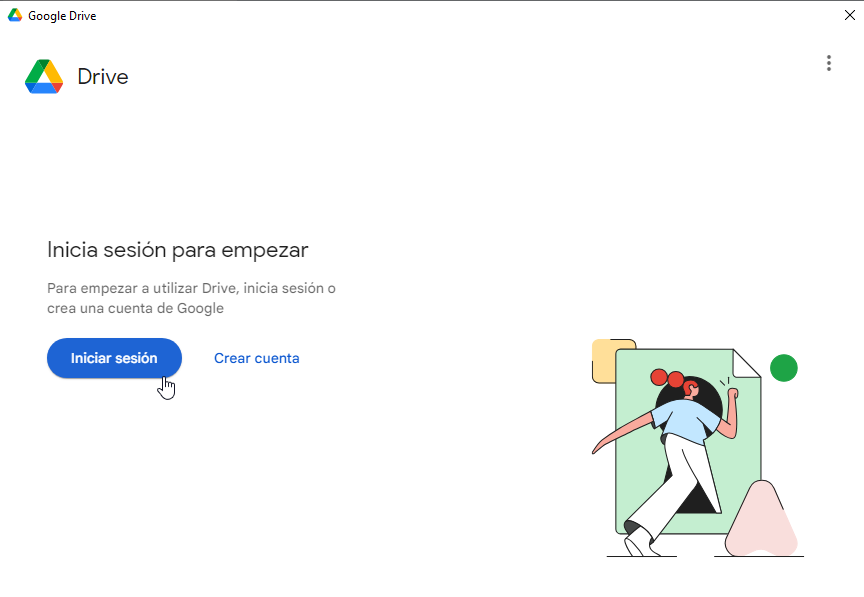 Google Drive
Drive
Inicia sesión para empezar
Para empezar a utilizar Drive, inicia sesión o
crea una cuenta de Google
Iniciar sesión
Crear cuenta